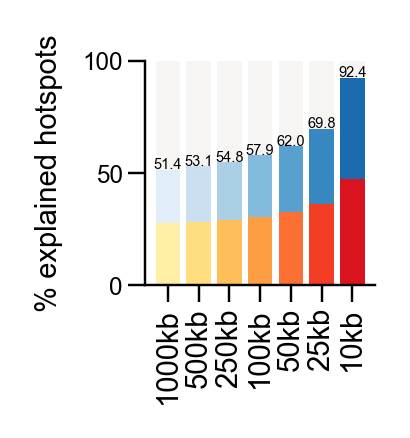 % explained hotspots
100
50
0
51.4
53.1
54.8
57.9
62.0
69.8
92.4
1000kb
500kb
250kb
100kb
50kb
25kb
10kb